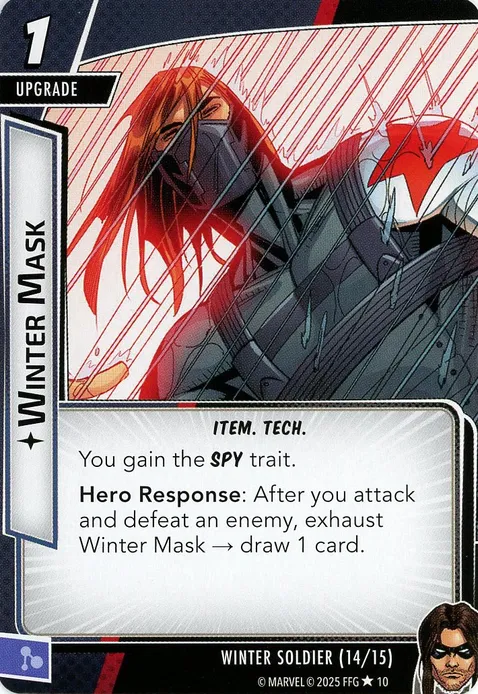 1
UPGRADE
WINTER MASK
ITEM. TECH.
You gain the SPY trait.
Hero Response: After you attack
and defeat an enemy, exhaust
Winter Mask → draw 1 card.
WINTER SOLDIER (14/15)
© MARVEL © 2025 FFG ★ 10